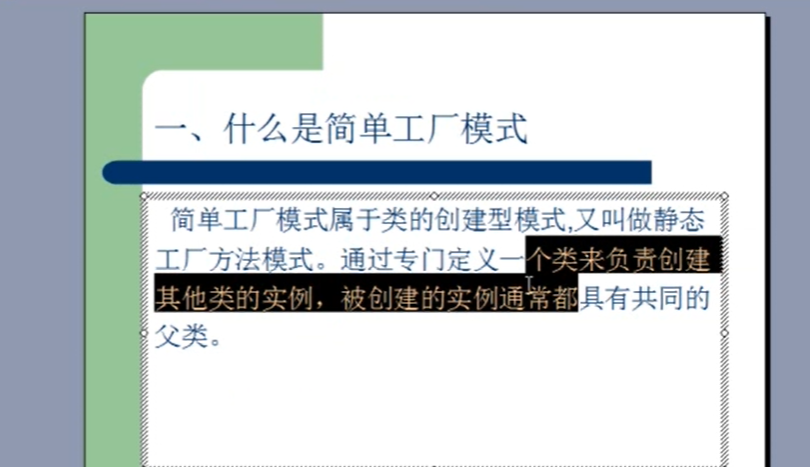 一、什么是简单工厂模式
简单工厂模式属于类的创建型模式,又叫做静态
工厂方法模式。通过专门定义一个类来负责创建
其他类的实例，被创建的实例通常都具有共同的
父类。